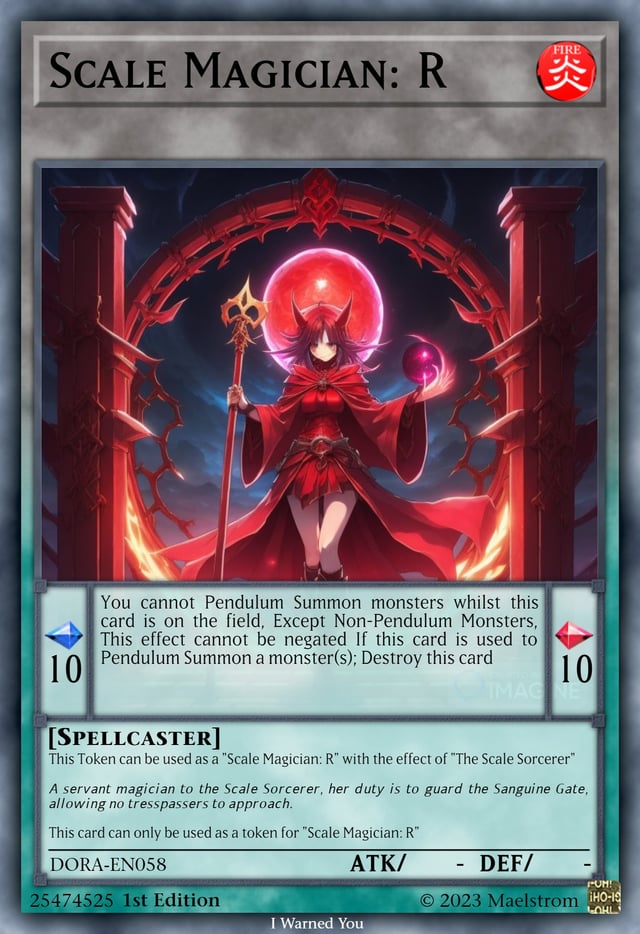 SCALE MAGICIAN: R
FIRE
炎
You cannot Pendulum Summon monsters whilst this
card is on the field, Except Non-Pendulum Monsters,
This effect cannot be negated If this card is used to
Pendulum Summon a monster(s); Destroy this card
10
10
IMAGINE
[SPELLCASTER]
This Token can be used as a "Scale Magician: R" with the effect of "The Scale Sorcerer"
A servant magician to the Scale Sorcerer, her duty is to guard the Sanguine Gate,
allowing no tresspassers to approach.
This card can only be used as a token for "Scale Magician: R"
DORA-EN058
ATK/ - DEF/ -
25474525 1st Edition
© 2023 Maelstrom
I Warned You